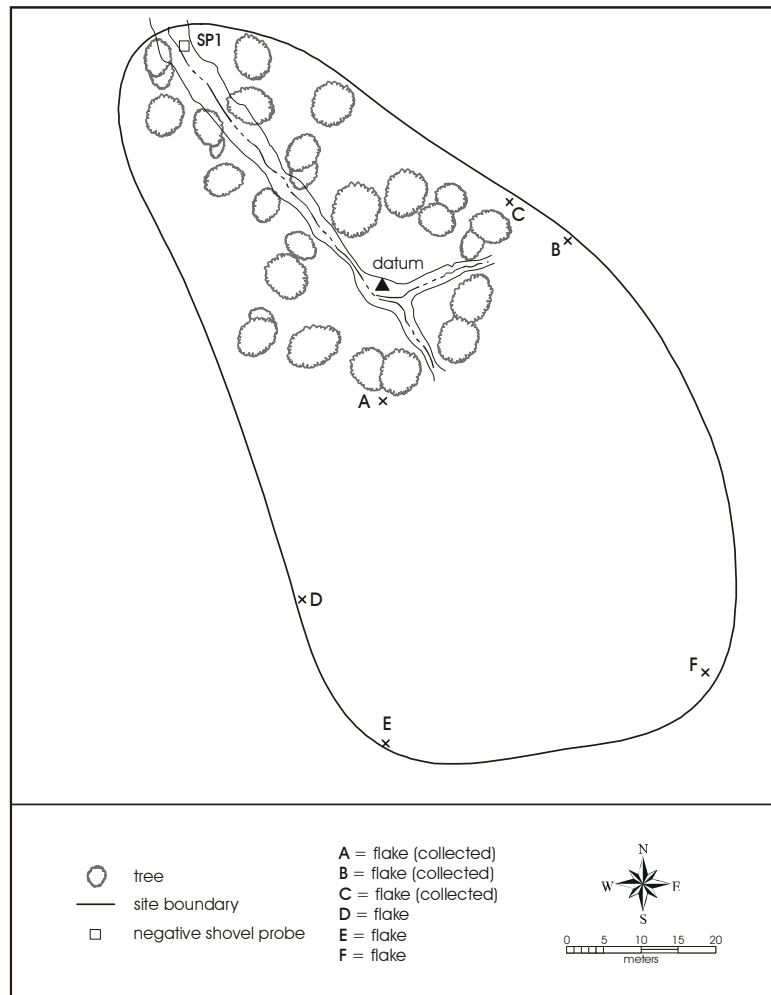 SP1
C
B
datum
A
D
F
E
tree
site boundary
negative shovel probe
A = flake (collected)
B = flake (collected)
C = flake (collected)
D = flake
E = flake
F = flake
N
W E
S
0 5 10 15 20
meters